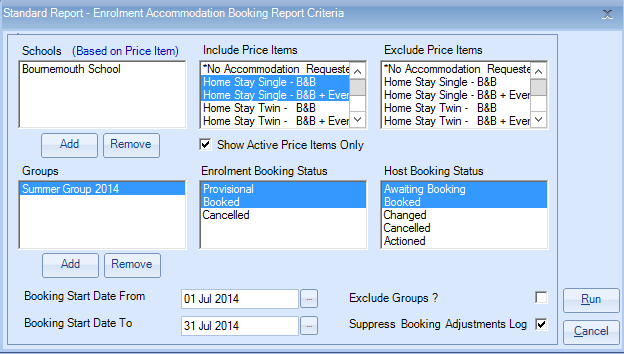 Standard Report - Enrolment Accommodation Booking Report Criteria
Schools (Based on Price Item)
Bournemouth School
Add Remove
Include Price Items
*No Accommodation Requeste
Home Stay Single - B&B
Home Stay Single - B&B + Ever
Home Stay Twin - B&B
Home Stay Twin - B&B + Ever
Show Active Price Items Only
Exclude Price Items
*No Accommodation Requeste
Home Stay Single - B&B
Home Stay Single - B&B + Ever
Home Stay Twin - B&B
Home Stay Twin - B&B + Ever
Groups
Summer Group 2014
Add Remove
Enrolment Booking Status
Provisional
Booked
Cancelled
Host Booking Status
Awaiting Booking
Booked
Changed
Cancelled
Actioned
Booking Start Date From 01 Jul 2014 ...
Booking Start Date To 31 Jul 2014 ...
Exclude Groups ?
Suppress Booking Adjustments Log
Run
Cancel